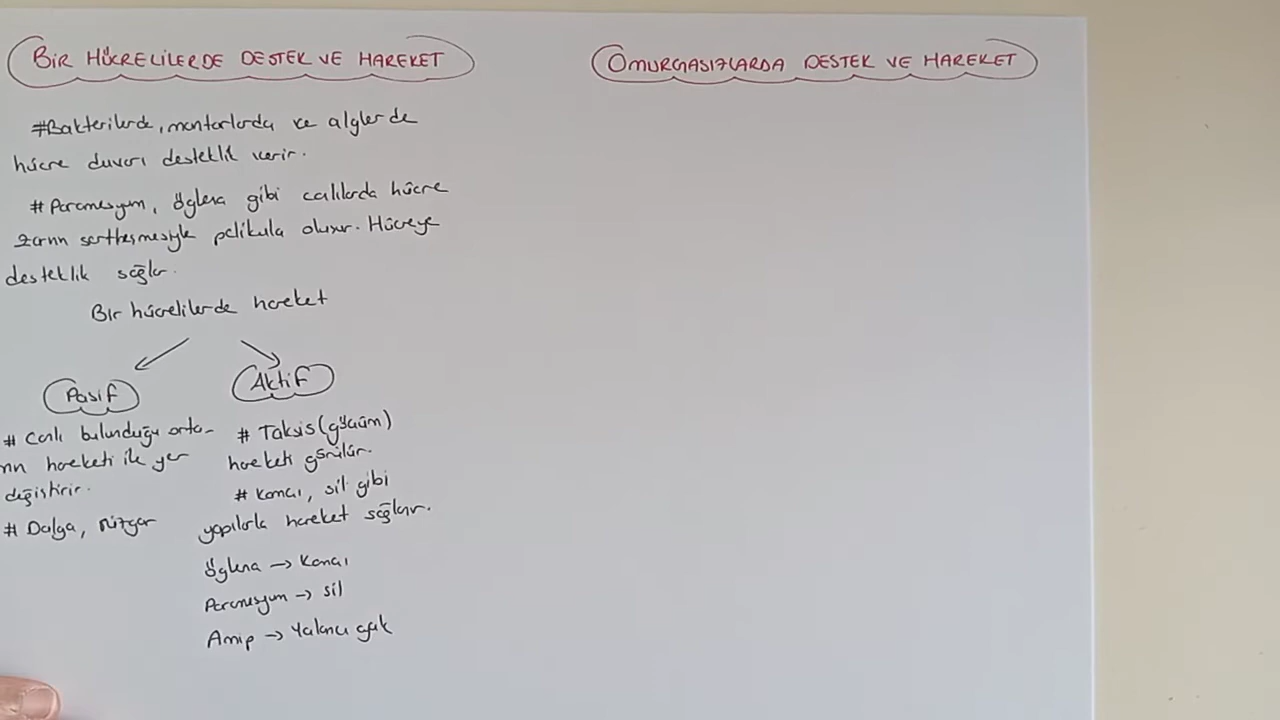 BİR HÜCRELİLERDE DESTEK VE HAREKET
#Bakterilerde, mantarlarda ve alglerde
hücre duvarı desteklik verir.
#Paramesyum, öglena gibi canlılarda hücre
zarının sertleşmesiyle pelikula oluşur. Hücreye
desteklik sağlar.
Bir hücrelilerde hareket
Pasif
# Canlı bulunduğu orta-
mın hareketi ile yer
değiştirir.
# Dalga, rüzgar
Aktif
# Taksis (göçüm)
hareketi görülür.
# Kamçı, sil gibi
yapılarla hareket sağlanır.
Öglena → Kamçı
Paramesyum → sil
Amip → Yalancı ayak
OMURGASIZLARDA DESTEK VE HAREKET